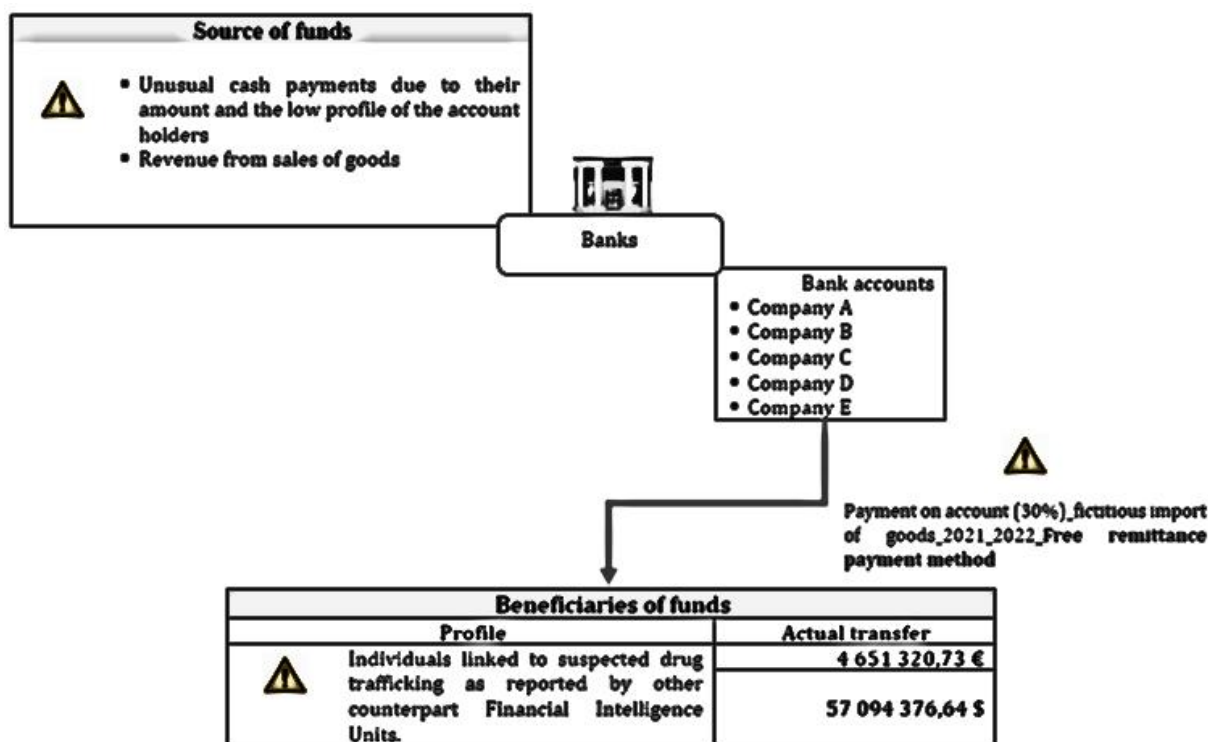 Source of funds
• Unusual cash payments due to their
amount and the low profile of the account
holders
• Revenue from sales of goods
Banks
Bank accounts
• Company A
• Company B
• Company C
• Company D
• Company E
Payment on account (30%)_fictitious import
of goods_2021_2022_Free remittance
payment method
Beneficiaries of funds
Profile
Actual transfer
Individuals linked to suspected drug
trafficking as reported by other
counterpart Financial Intelligence
Units.
4 651 320,73 €
57 094 376,64 $